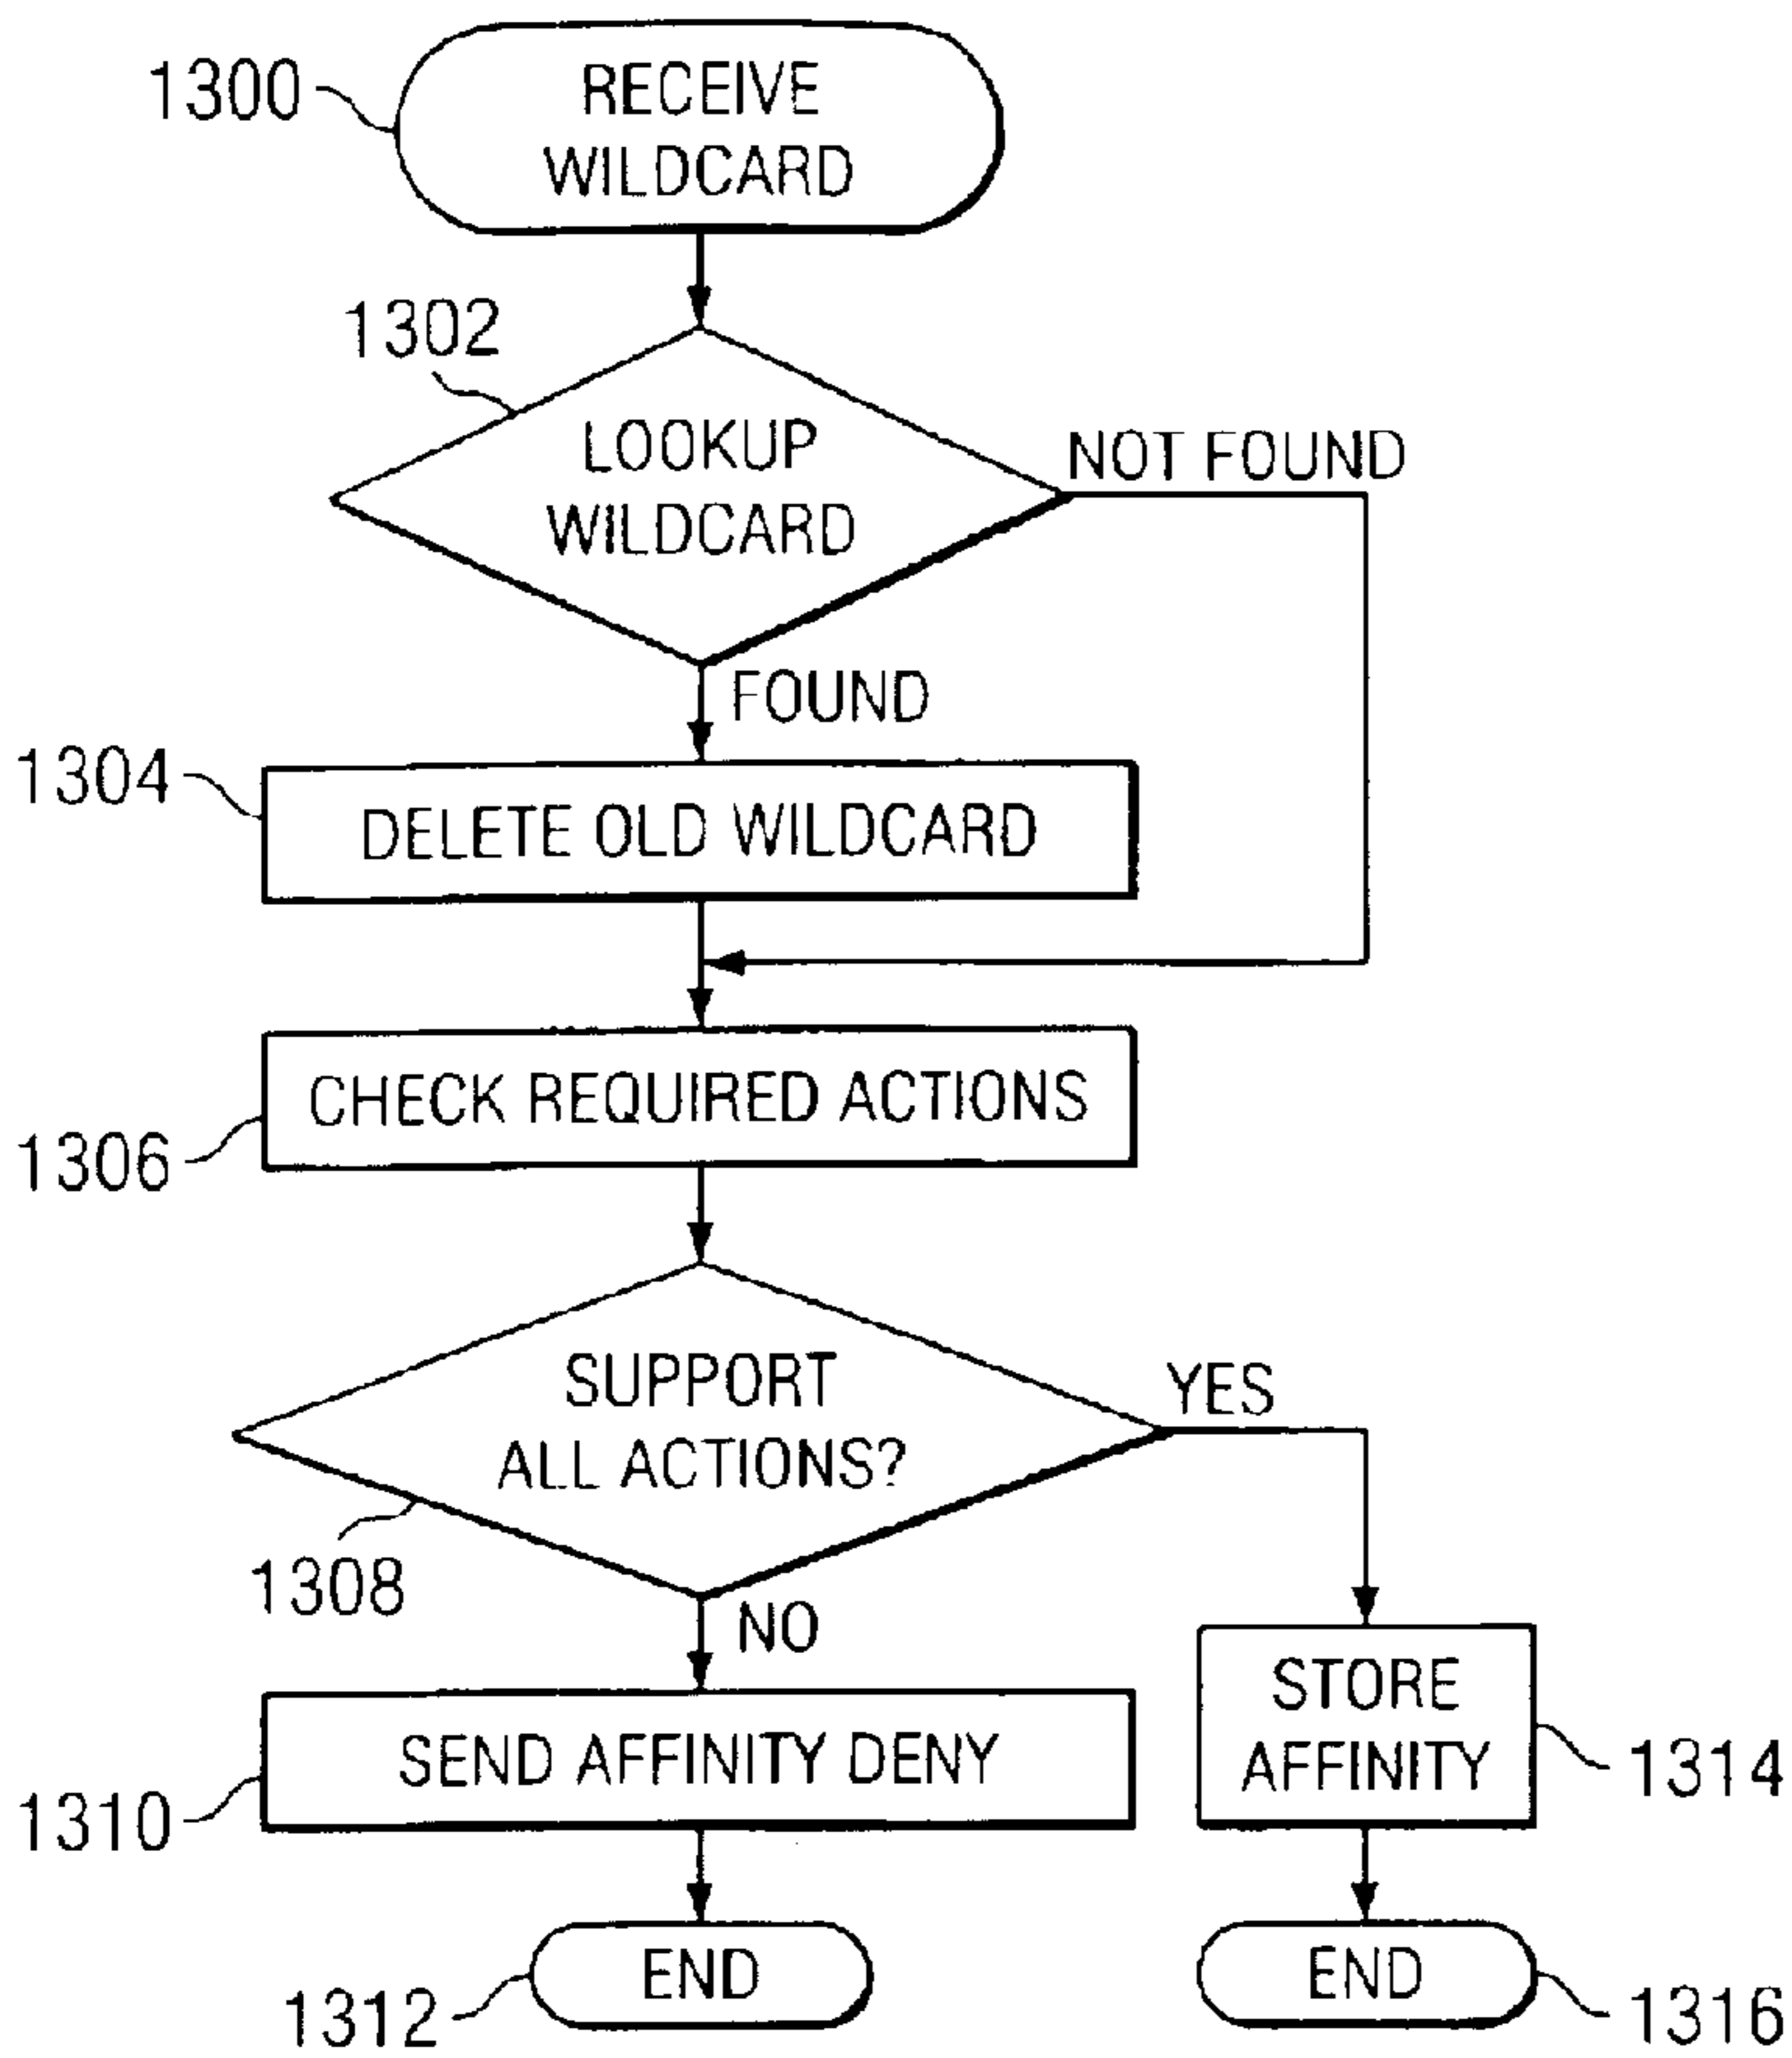 1300
RECEIVE
WILDCARD
1302
LOOKUP
WILDCARD
NOT FOUND
FOUND
1304
DELETE OLD WILDCARD
CHECK REQUIRED ACTIONS
1306
SUPPORT
ALL ACTIONS?
YES
1308
NO
SEND AFFINITY DENY
1310
STORE
AFFINITY
1314
END
1312
END
1316